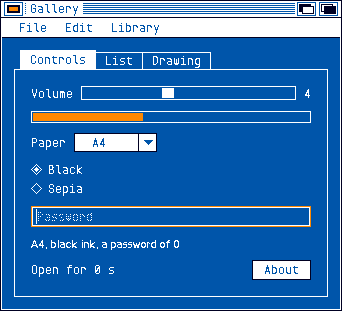 Gallery
File Edit Library
Controls List Drawing
Volume 4
Paper A4
Black
Sepia
Password
A4, black ink, a password of 0
Open for 0 s About